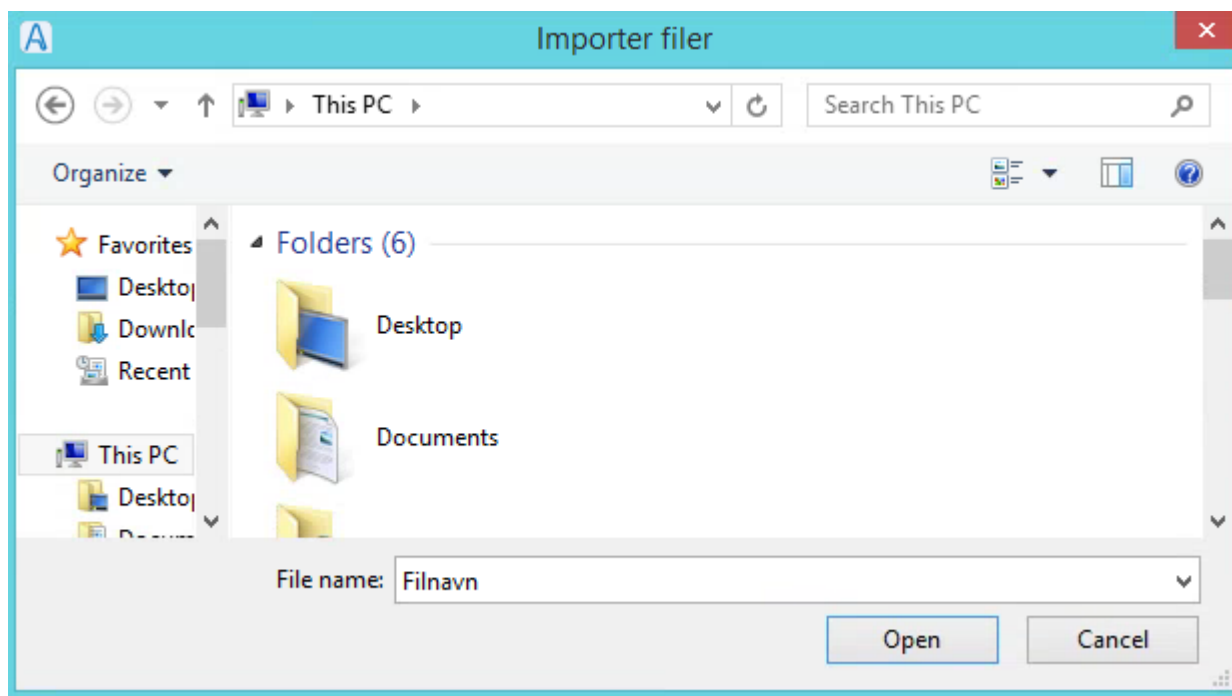 Importer filer
This PC
Search This PC
Organize
Favorites
Folders (6)
Desktop
Recent
Documents
This PC
File name: Filnavn
Open Cancel